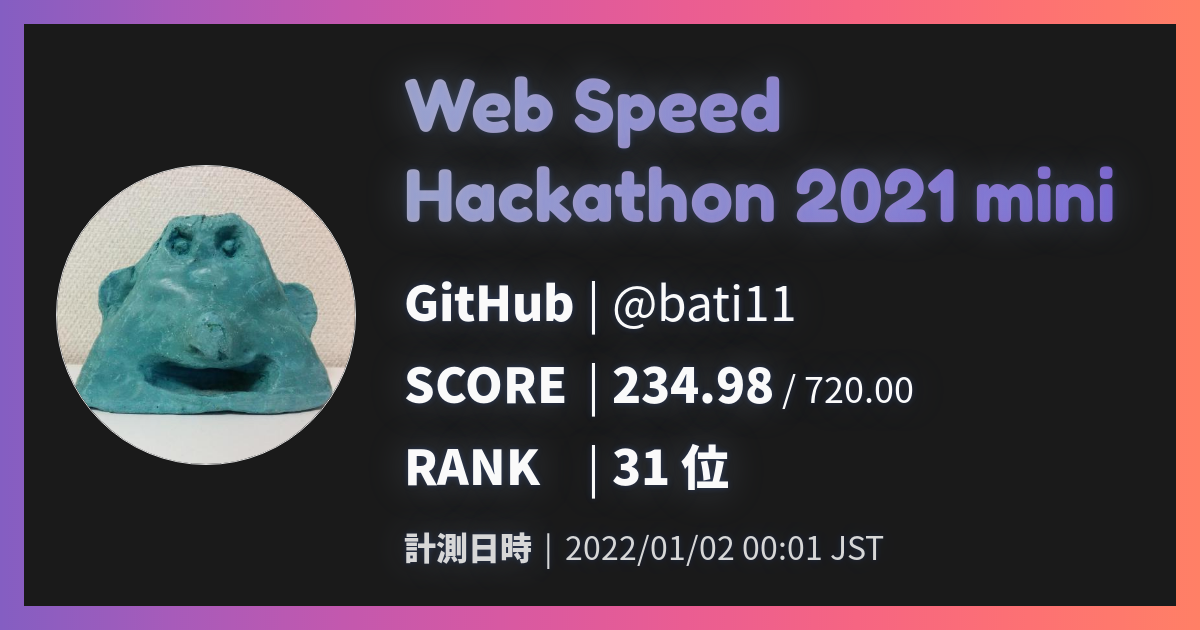 Web Speed
Hackathon 2021 mini
GitHub | @bati11
SCORE | 234.98 / 720.00
RANK | 31 位
計測日時 | 2022/01/02 00:01 JST